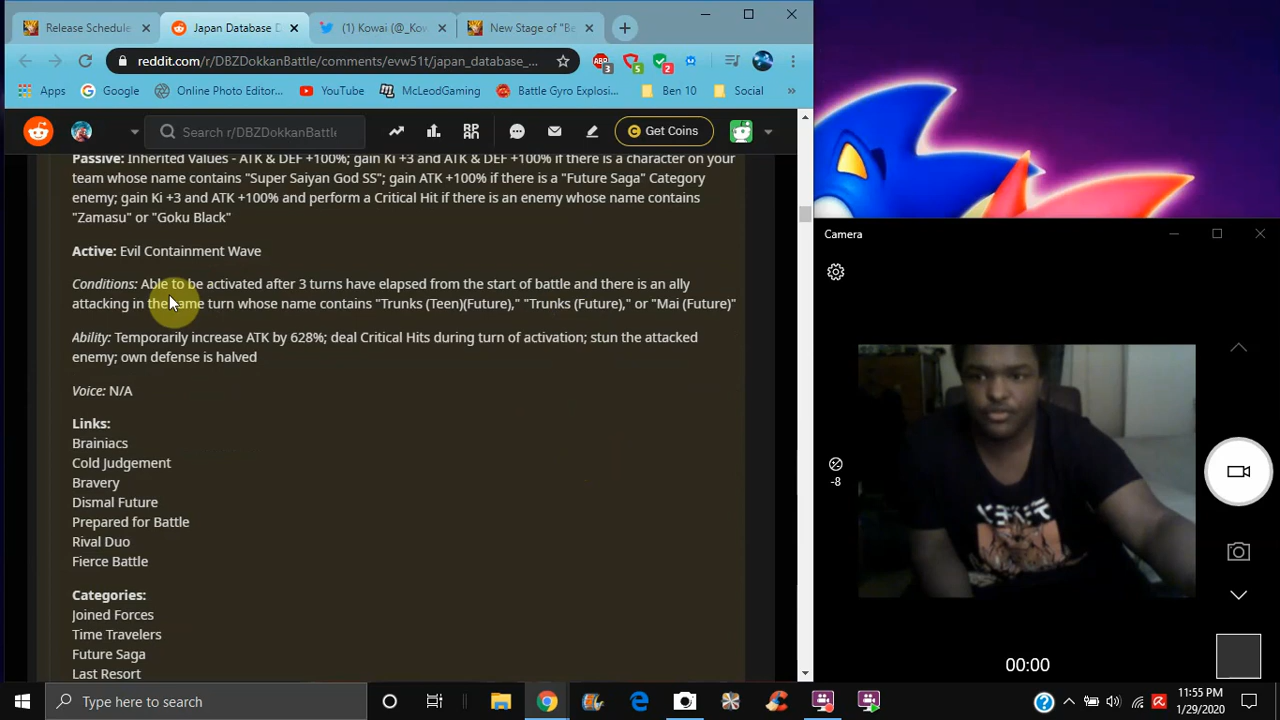 Release Schedule
Japan Database D
(1) Kowai (@_Kow
New Stage of "Be
reddit.com/r/DBZDokkanBattle/comments/evw51t/japan_database_...
ABP
3
5
2
Apps
Google
Online Photo Editor...
YouTube
McLeodGaming
Battle Gyro Explosi...
Ben 10
Social
»
Search r/DBZDokkanBattle
Get Coins
Passive: Inherited Values - ATK & DEF +100%; gain Ki +3 and ATK & DEF +100% if there is a character on your
team whose name contains "Super Saiyan God SS"; gain ATK +100% if there is a "Future Saga" Category
enemy; gain Ki +3 and ATK +100% and perform a Critical Hit if there is an enemy whose name contains
"Zamasu" or "Goku Black"
Active: Evil Containment Wave
Conditions: Able to be activated after 3 turns have elapsed from the start of battle and there is an ally
attacking in the same turn whose name contains "Trunks (Teen)(Future)," "Trunks (Future)," or "Mai (Future)"
Ability: Temporarily increase ATK by 628%; deal Critical Hits during turn of activation; stun the attacked
enemy; own defense is halved
Voice: N/A
Links:
Brainiacs
Cold Judgement
Bravery
Dismal Future
Prepared for Battle
Rival Duo
Fierce Battle
Categories:
Joined Forces
Time Travelers
Future Saga
Last Resort
Camera
-8
00:00
Type here to search
11:55 PM
1/29/2020